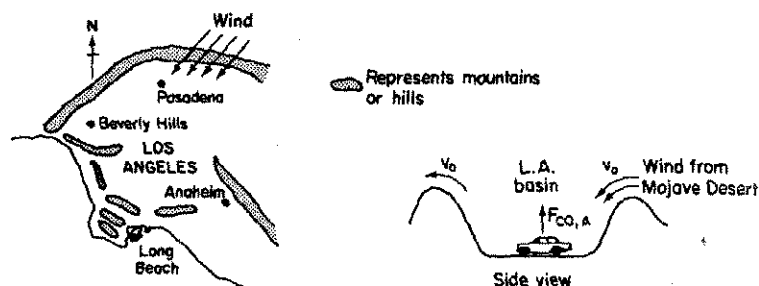 Wind
N
Pasadena
Beverly Hills
LOS
ANGELES
Anaheim
Long
Beach
Represents mountains
or hills
v₀
L.A.
basin
v₀
Wind from
Mojave Desert
F_CO,A
Side view